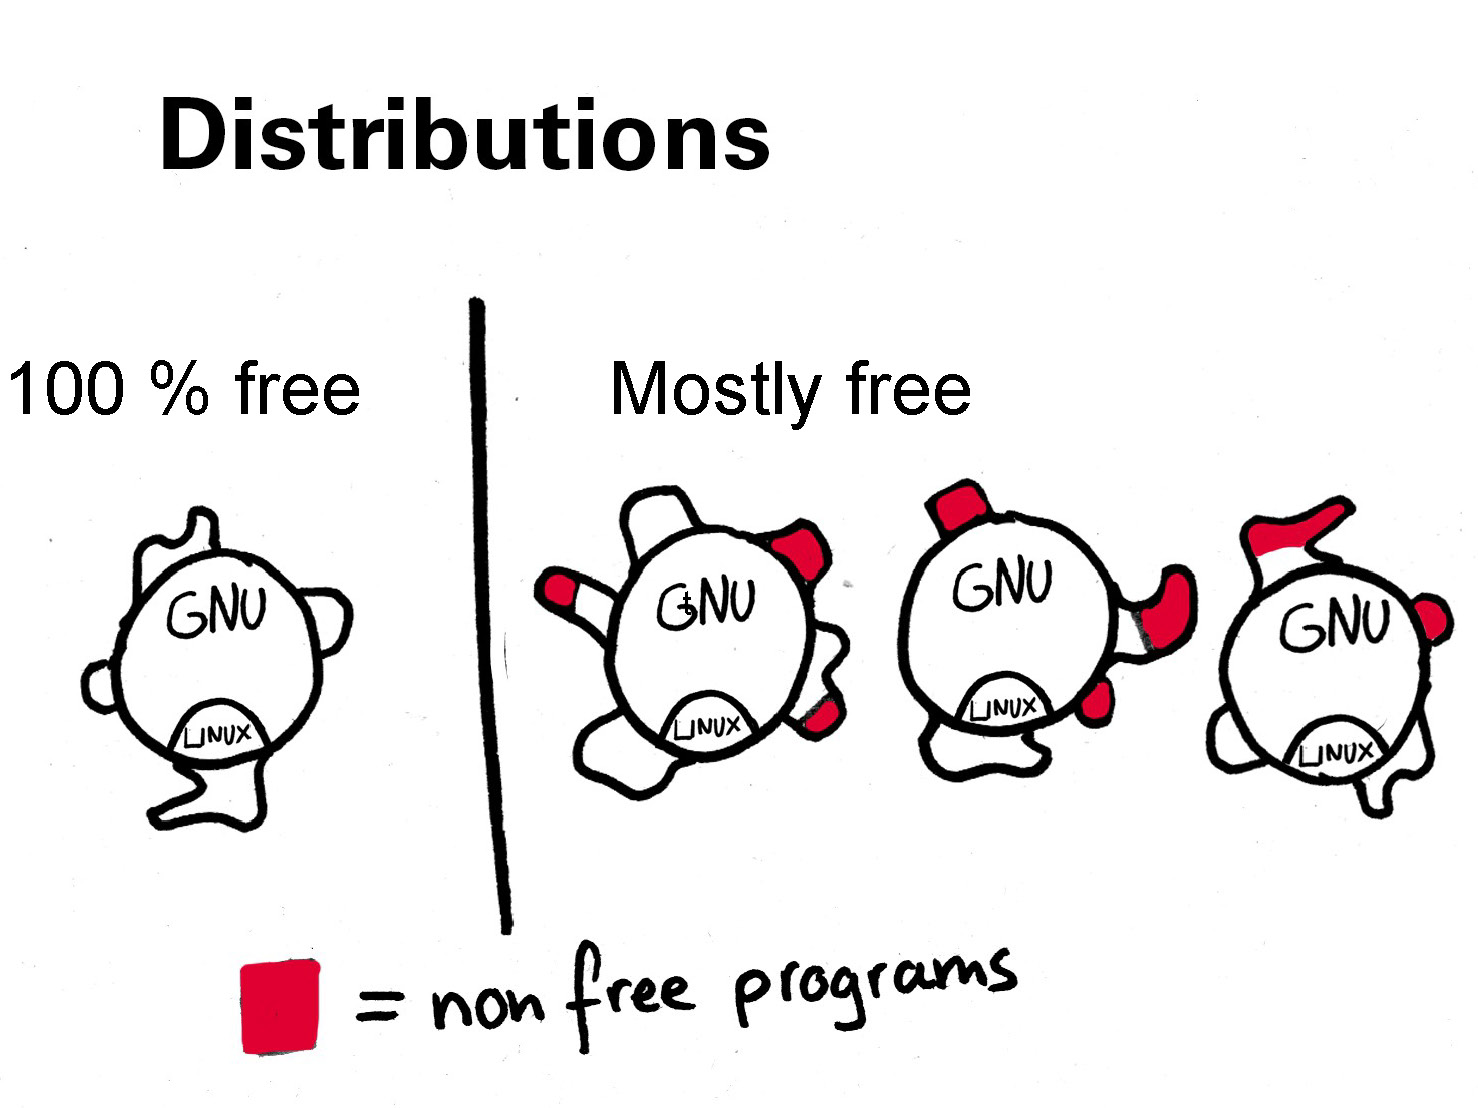 Distributions
100 % free
Mostly free
GNU
LINUX
GNU
LINUX
GNU
LINUX
GNU
LINUX
= non free programs